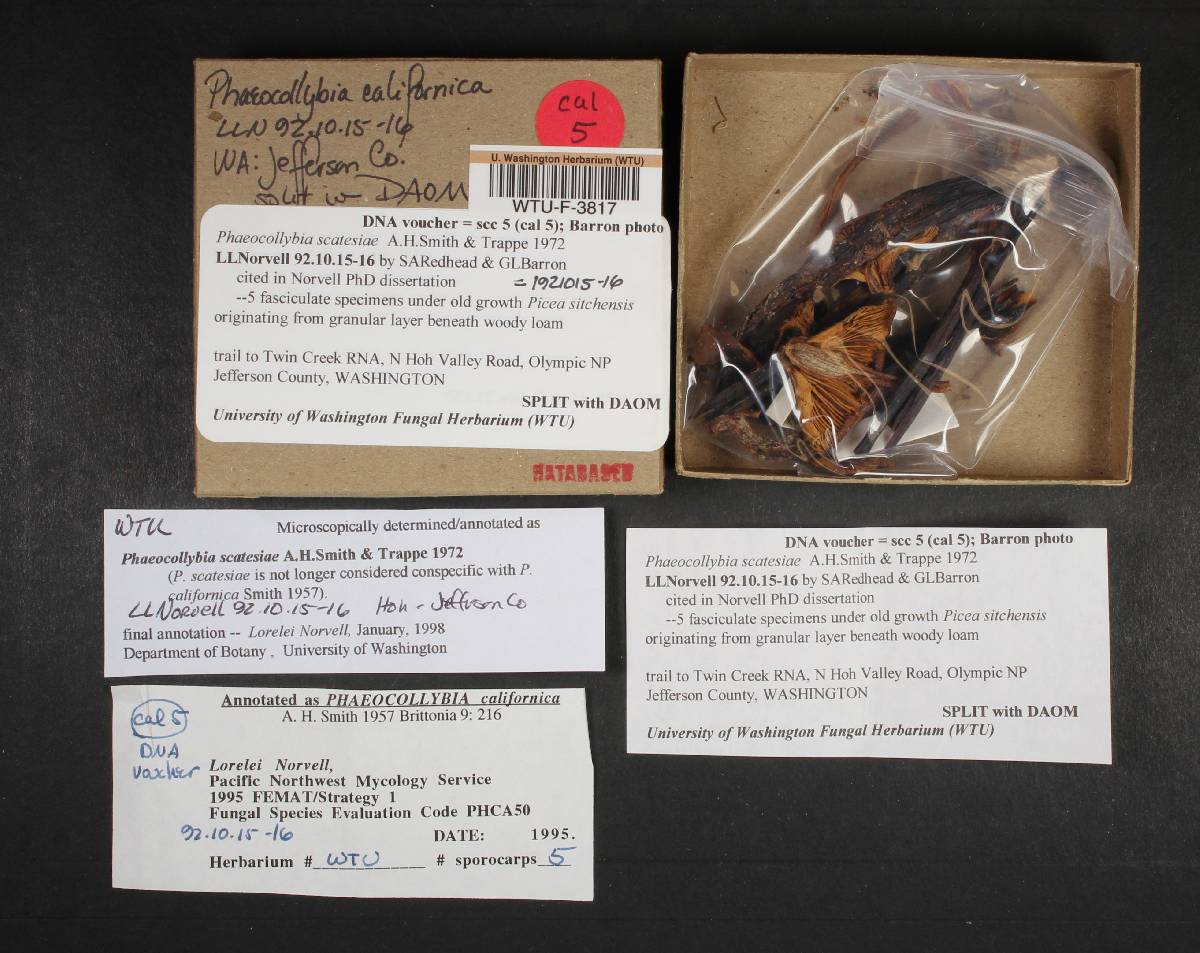 Phaeocollybia californica
LLN 92.10.15-16
WA: Jefferson Co.
split w DAOM
cal
5
U. Washington Herbarium (WTU)
WTU-F-3817
DNA voucher = scc 5 (cal 5); Barron photo
Phaeocollybia scatesiae A.H.Smith & Trappe 1972
LLNorvell 92.10.15-16 by SARedhead & GLBarron
cited in Norvell PhD dissertation = 1921015-16
--5 fasciculate specimens under old growth Picea sitchensis
originating from granular layer beneath woody loam
trail to Twin Creek RNA, N Hoh Valley Road, Olympic NP
Jefferson County, WASHINGTON
SPLIT with DAOM
University of Washington Fungal Herbarium (WTU)
DATABASED
WTU Microscopically determined/annotated as
Phaeocollybia scatesiae A.H.Smith & Trappe 1972
(P. scatesiae is not longer considered conspecific with P.
californica Smith 1957).
LLNorvell 92.10.15-16 Hoh - Jefferson Co
final annotation -- Lorelei Norvell, January, 1998
Department of Botany , University of Washington
Annotated as PHAEOCOLLYBIA californica
A. H. Smith 1957 Brittonia 9: 216
cal 5
DNA
voucher
Lorelei Norvell,
Pacific Northwest Mycology Service
1995 FEMAT/Strategy 1
Fungal Species Evaluation Code PHCA50
92.10.15-16 DATE: 1995.
Herbarium # WTU # sporocarps 5
DNA voucher = scc 5 (cal 5); Barron photo
Phaeocollybia scatesiae A.H.Smith & Trappe 1972
LLNorvell 92.10.15-16 by SARedhead & GLBarron
cited in Norvell PhD dissertation
--5 fasciculate specimens under old growth Picea sitchensis
originating from granular layer beneath woody loam
trail to Twin Creek RNA, N Hoh Valley Road, Olympic NP
Jefferson County, WASHINGTON
SPLIT with DAOM
University of Washington Fungal Herbarium (WTU)